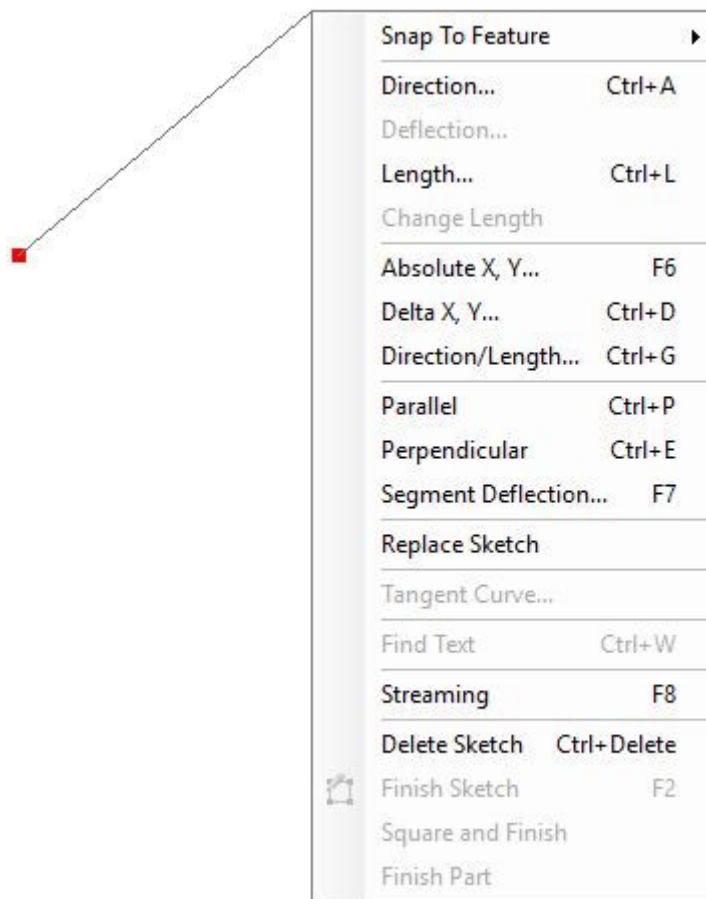 Snap To Feature
Direction... Ctrl+A
Deflection...
Length... Ctrl+L
Change Length
Absolute X, Y... F6
Delta X, Y... Ctrl+D
Direction/Length... Ctrl+G
Parallel Ctrl+P
Perpendicular Ctrl+E
Segment Deflection... F7
Replace Sketch
Tangent Curve...
Find Text Ctrl+W
Streaming F8
Delete Sketch Ctrl+Delete
Finish Sketch F2
Square and Finish
Finish Part